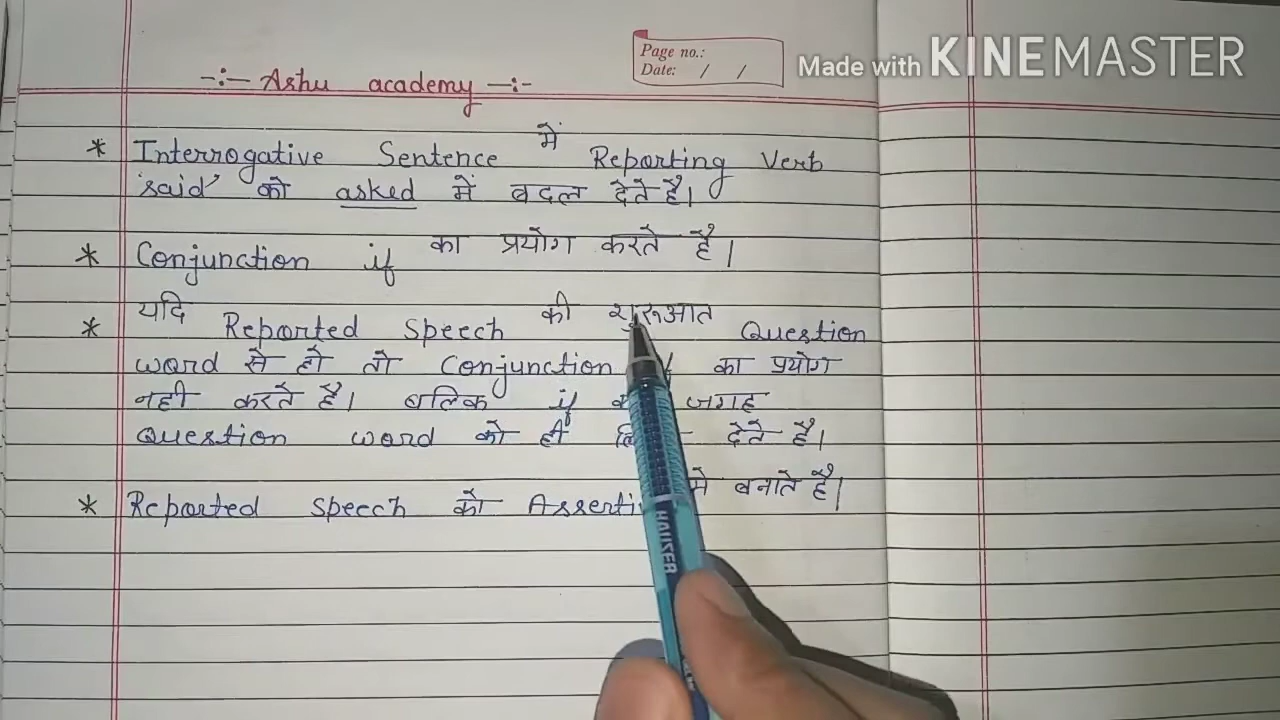 Made with KINEMASTER
Page no.:
Date: / /
-:- Ashu academy -:-
* Interrogative Sentence में Reporting Verb
'said' को asked में बदल देते है।
* Conjunction if का प्रयोग करते है।
* यदि Reported Speech की शुरूआत Question
word से हो तो Conjunction का प्रयोग
नही करते है। बल्कि if जगह
Question word को ही देते है।
* Reported Speech को मे बनाते है।
HAUSER